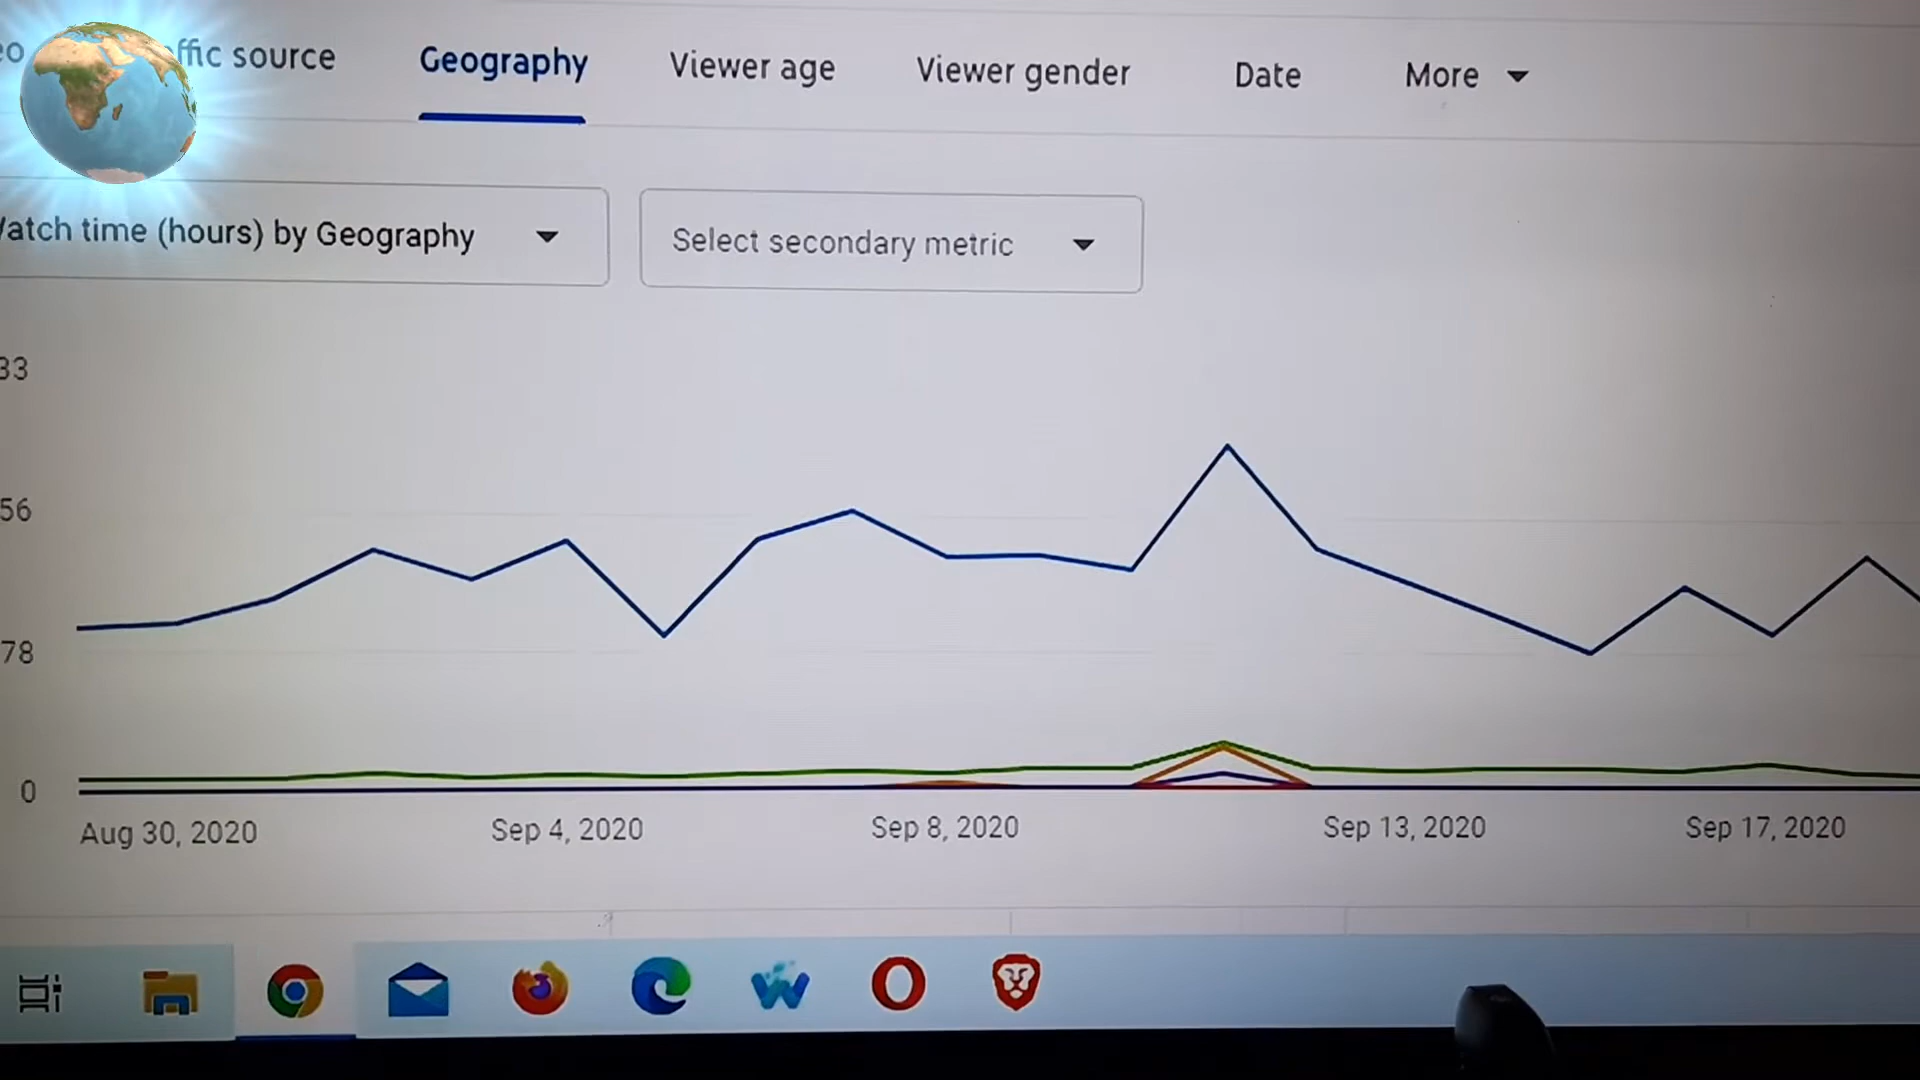 ffic source
Geography
Viewer age
Viewer gender
Date
More
atch time (hours) by Geography
Select secondary metric
33
56
78
0
Aug 30, 2020
Sep 4, 2020
Sep 8, 2020
Sep 13, 2020
Sep 17, 2020